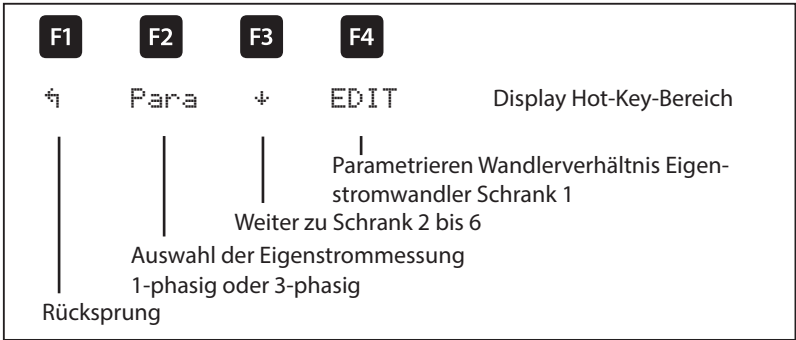 F1 F2 F3 F4
↰ Para ↓ EDIT Display Hot-Key-Bereich
Parametrieren Wandlerverhältnis Eigen-
stromwandler Schrank 1
Weiter zu Schrank 2 bis 6
Auswahl der Eigenstrommessung
1-phasig oder 3-phasig
Rücksprung